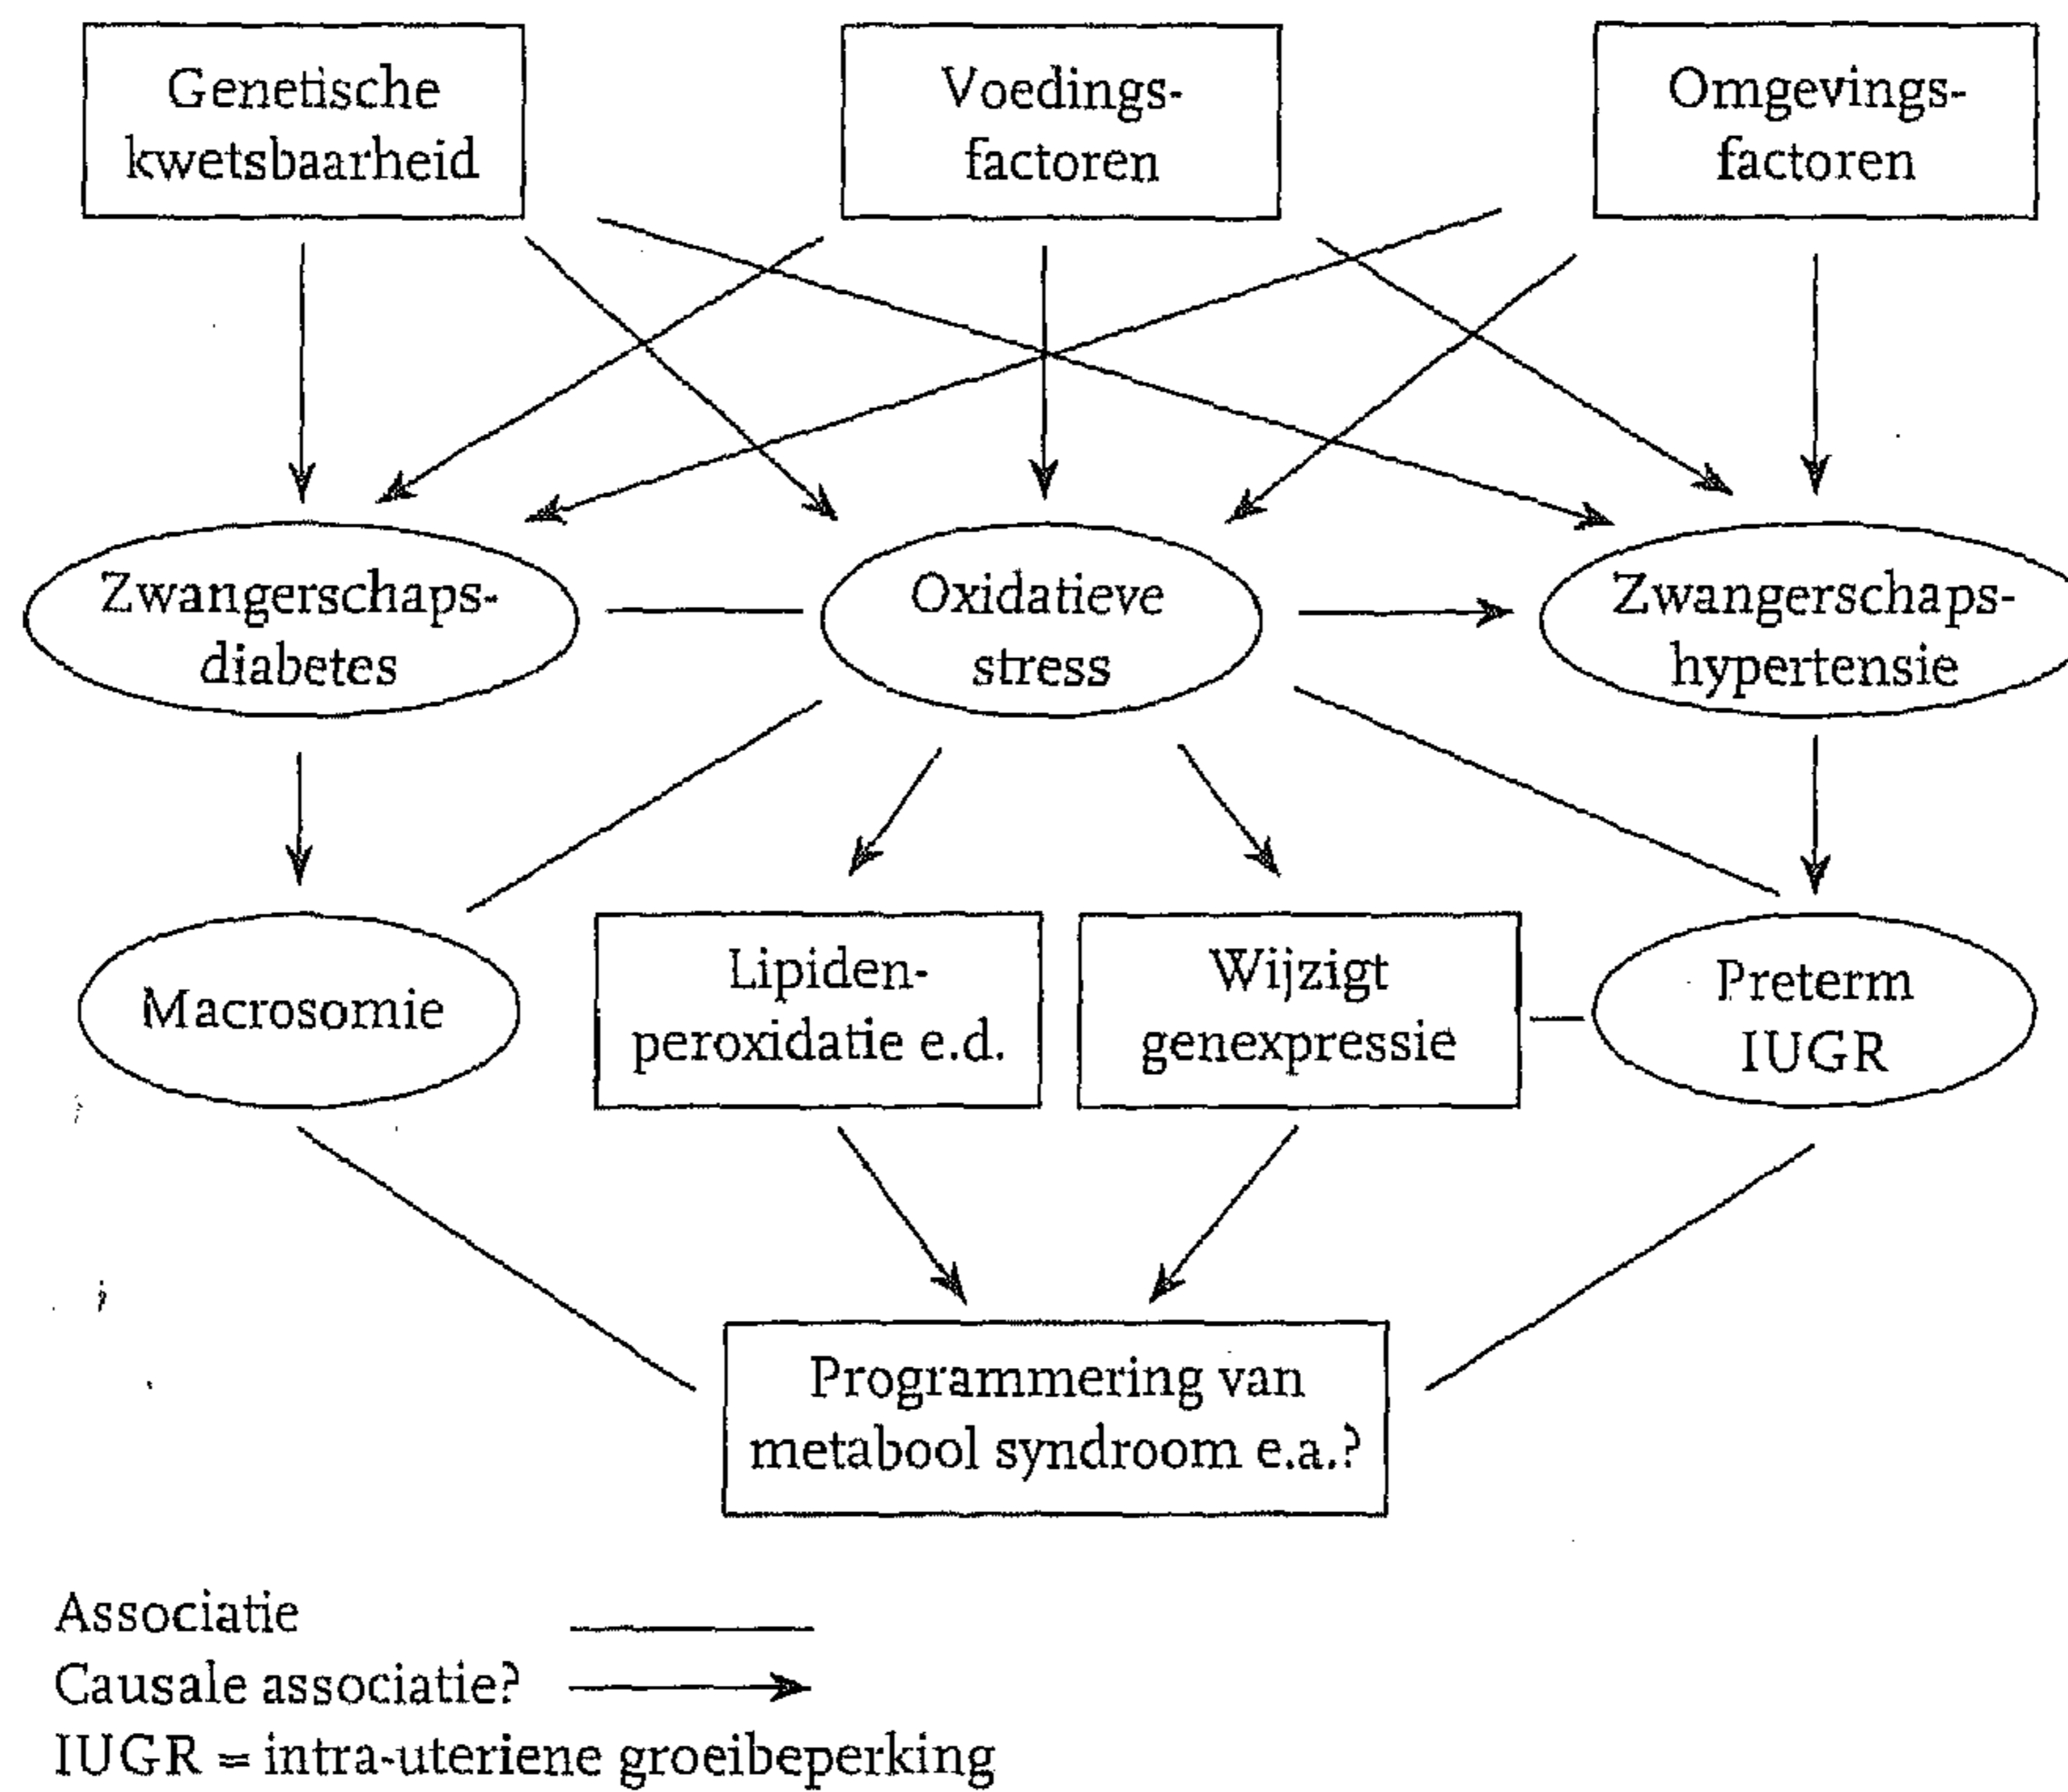 Genetische
kwetsbaarheid
Voedings-
factoren
Omgevings-
factoren
Zwangerschaps-
diabetes
Oxidatieve
stress
Zwangerschaps-
hypertensie
Macrosomie
Lipiden-
peroxidatie e.d.
Wijzigt
genexpressie
Preterm
IUGR
Programmering van
metabool syndroom e.a.?
Associatie
Causale associatie?
IUGR = intra-uteriene groeibeperking